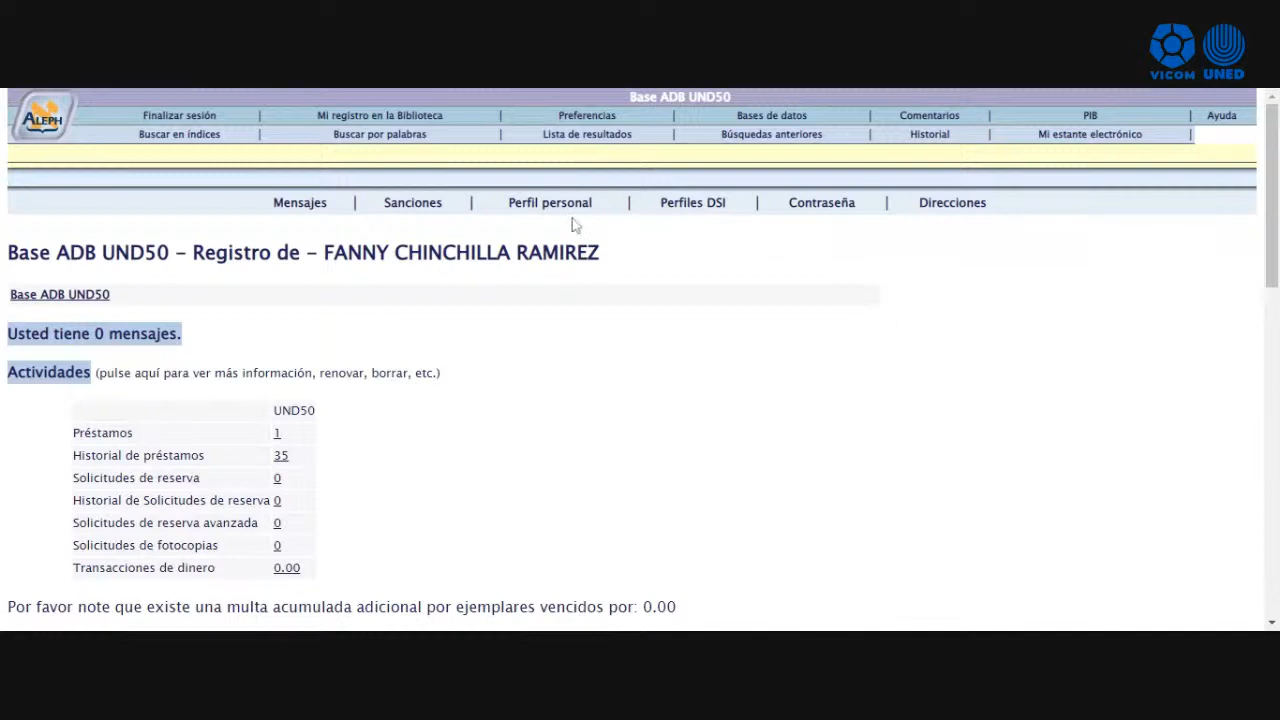 VICOM UNED
Base ADB UND50
ALEPH
Finalizar sesión | Mi registro en la Biblioteca | Preferencias | Bases de datos | Comentarios | PIB | Ayuda
Buscar en índices | Buscar por palabras | Lista de resultados | Búsquedas anteriores | Historial | Mi estante electrónico |
Mensajes | Sanciones | Perfil personal | Perfiles DSI | Contraseña | Direcciones
Base ADB UND50 - Registro de - FANNY CHINCHILLA RAMIREZ
Base ADB UND50
Usted tiene 0 mensajes.
Actividades (pulse aquí para ver más información, renovar, borrar, etc.)
UND50
Préstamos 1
Historial de préstamos 35
Solicitudes de reserva 0
Historial de Solicitudes de reserva 0
Solicitudes de reserva avanzada 0
Solicitudes de fotocopias 0
Transacciones de dinero 0.00
Por favor note que existe una multa acumulada adicional por ejemplares vencidos por: 0.00